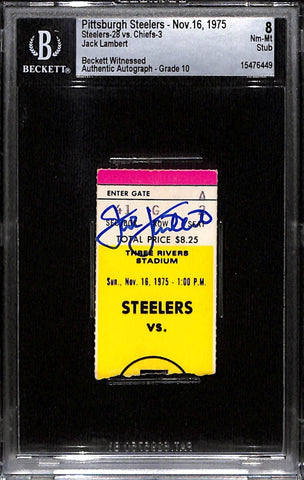 Pittsburgh Steelers - Nov.16, 1975
Steelers-28 vs. Chiefs-3
Jack Lambert
Beckett Witnessed
Authentic Autograph - Grade 10
BECKETT
8
Nm-Mt
Stub
15476449
ENTER GATE A
41 G
SEAT
TOTAL PRICE $8.25
THREE RIVERS
STADIUM
Sun., Nov. 16, 1975 - 1:00 P.M.
STEELERS
VS.